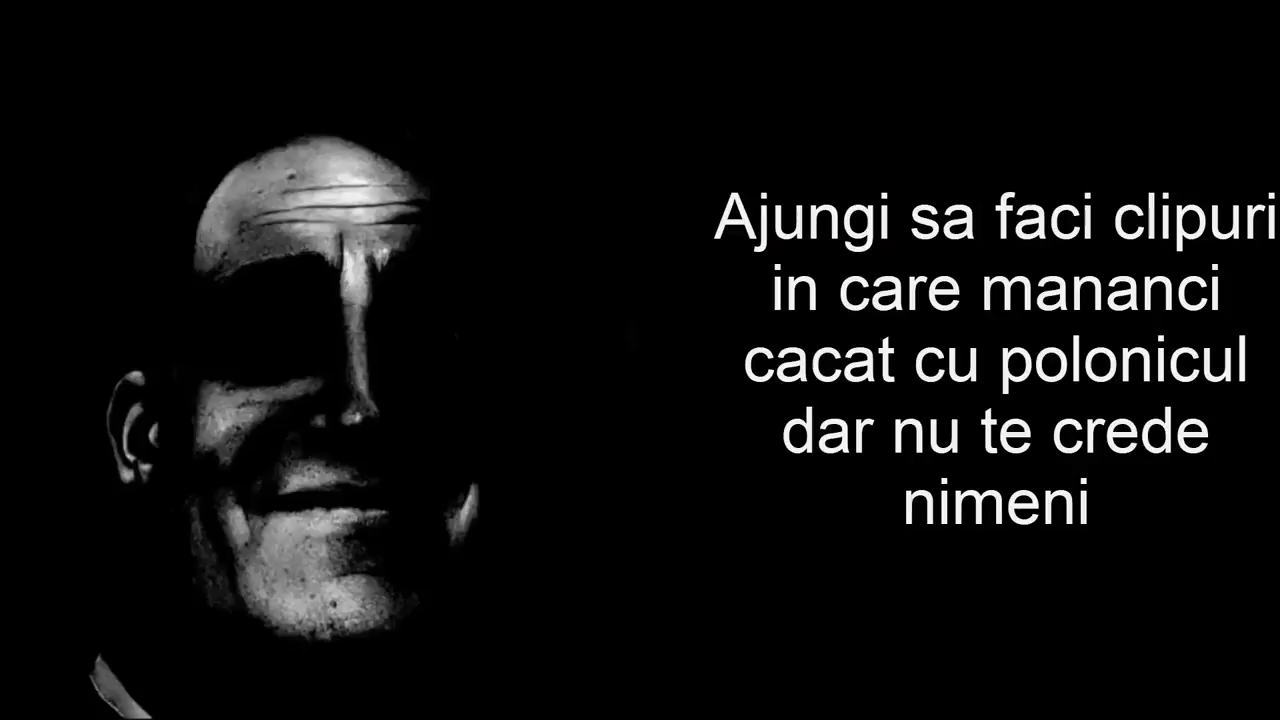 Ajungi sa faci clipuri
in care mananci
cacat cu polonicul
dar nu te crede
nimeni